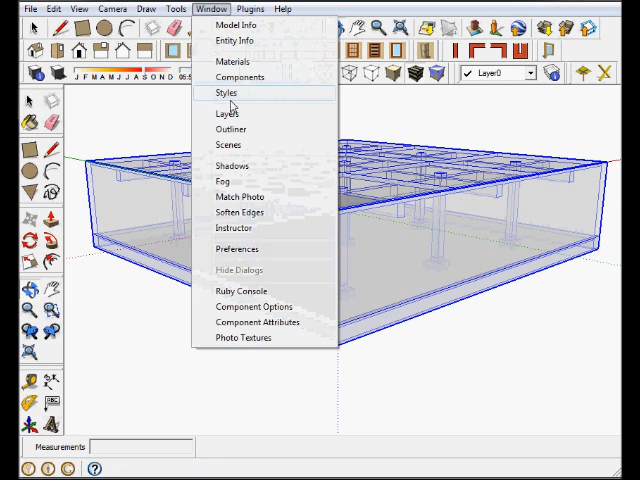 File Edit View Camera Draw Tools Window Plugins Help
Model Info
Entity Info
Materials
Components
Styles
Layers
Outliner
Scenes
Shadows
Fog
Match Photo
Soften Edges
Instructor
Preferences
Hide Dialogs
Ruby Console
Component Options
Component Attributes
Photo Textures
J F M A M J J A S O N D
Layer0
ABC
Measurements